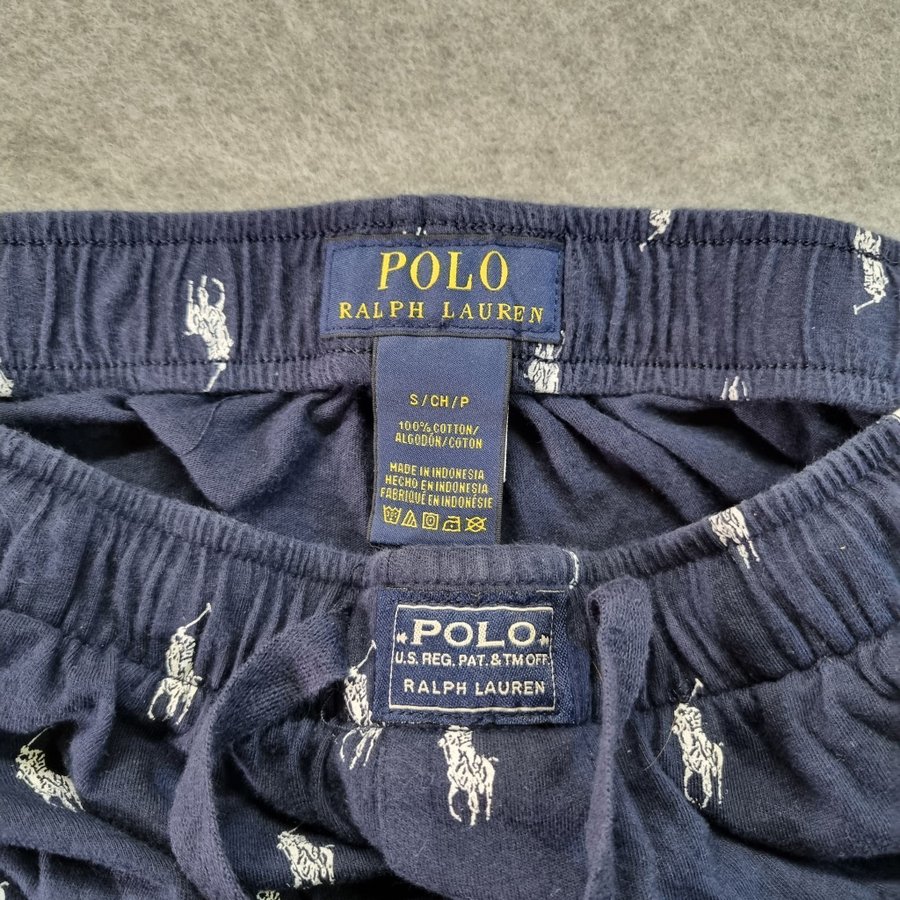 POLO
RALPH LAUREN
S/CH/P
100% COTTON/
ALGODÓN/COTON
MADE IN INDONESIA
HECHO EN INDONESIA
FABRIQUÉ EN INDONÉSIE
POLO
U.S. REG. PAT. & TM OFF.
RALPH LAUREN